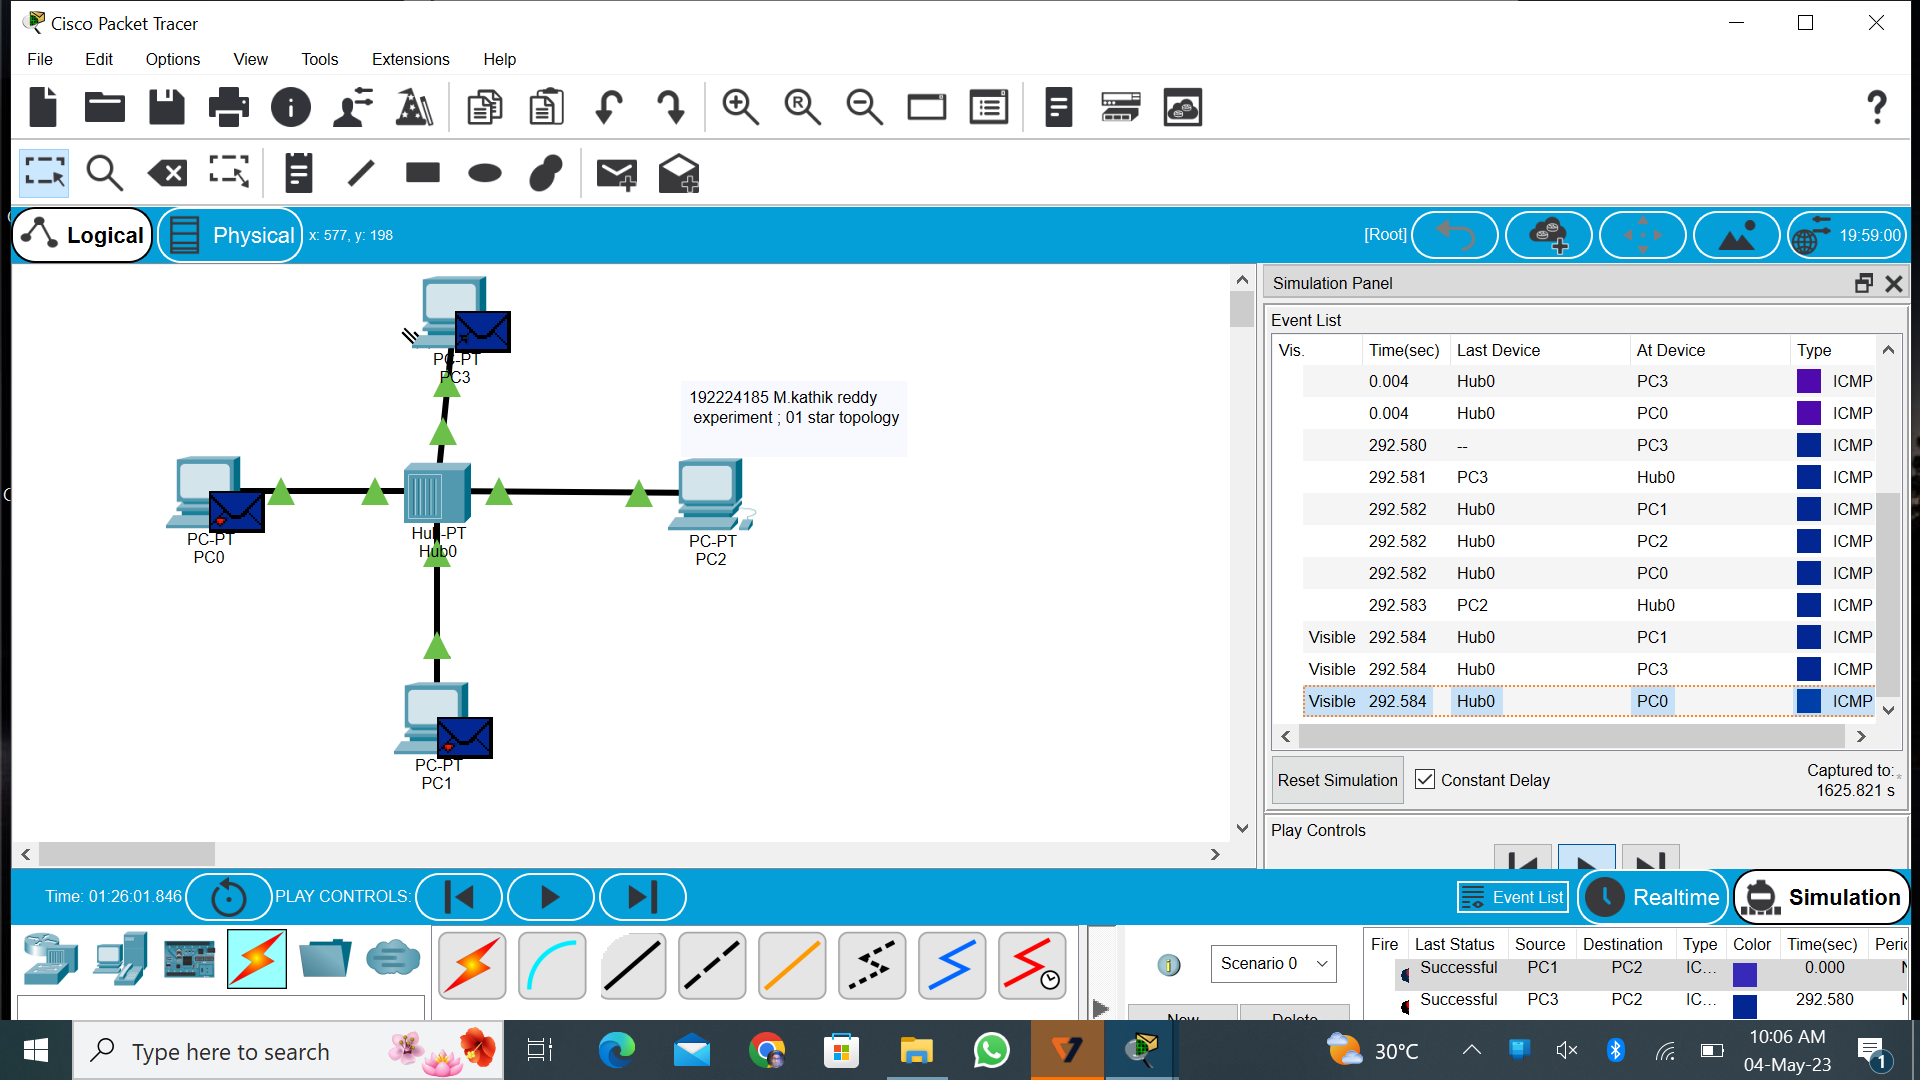 Cisco Packet Tracer
File Edit Options View Tools Extensions Help
Logical Physical x: 577, y: 198 [Root] 19:59:00
PC-PT
PC3
192224185 M.kathik reddy
experiment ; 01 star topology
PC-PT
PC0
Hub-PT
Hub0
PC-PT
PC2
PC-PT
PC1
Simulation Panel
Event List
Vis. Time(sec) Last Device At Device Type
0.004 Hub0 PC3 ICMP
0.004 Hub0 PC0 ICMP
292.580 -- PC3 ICMP
292.581 PC3 Hub0 ICMP
292.582 Hub0 PC1 ICMP
292.582 Hub0 PC2 ICMP
292.582 Hub0 PC0 ICMP
292.583 PC2 Hub0 ICMP
Visible 292.584 Hub0 PC1 ICMP
Visible 292.584 Hub0 PC3 ICMP
Visible 292.584 Hub0 PC0 ICMP
Reset Simulation Constant Delay Captured to:
1625.821 s
Play Controls
Time: 01:26:01.846 PLAY CONTROLS: Event List Realtime Simulation
Scenario 0
New Delete
Fire Last Status Source Destination Type Color Time(sec) Perio
Successful PC1 PC2 IC... 0.000 N
Successful PC3 PC2 IC... 292.580 N
Type here to search
30°C
10:06 AM
04-May-23
1